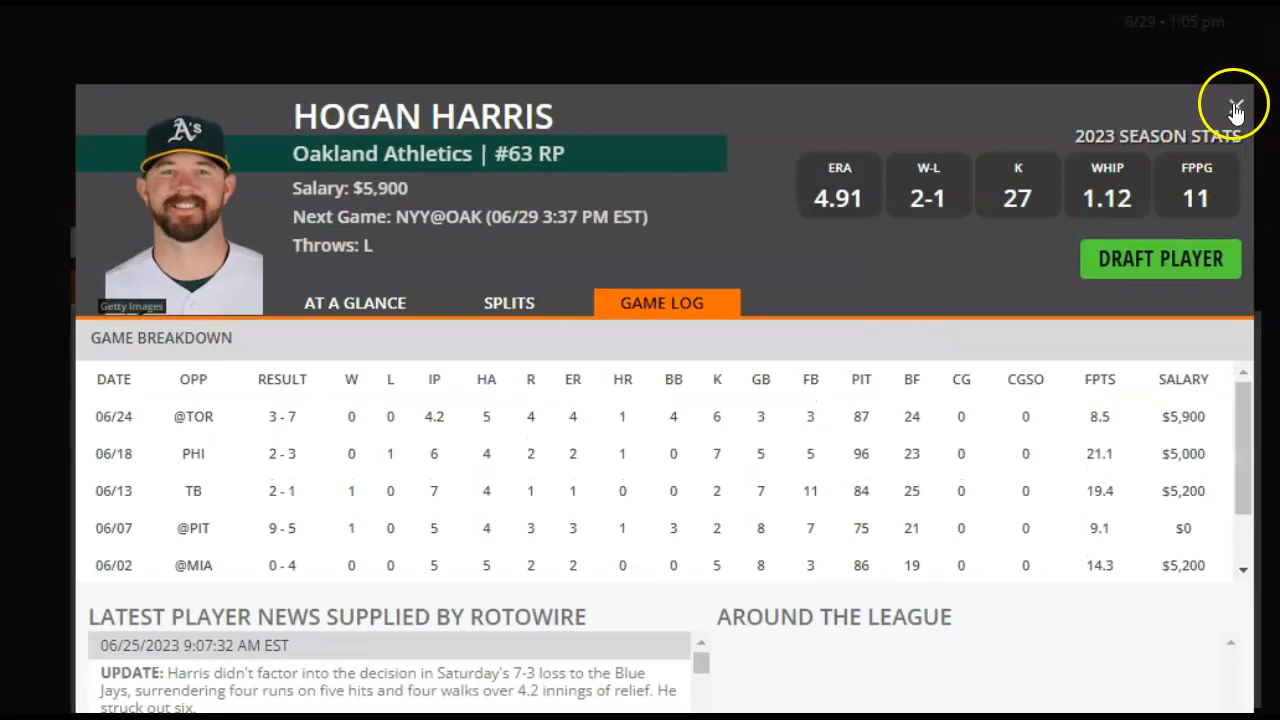 6/29 • 1:05 pm
HOGAN HARRIS
Oakland Athletics | #63 RP
Salary: $5,900
Next Game: NYY@OAK (06/29 3:37 PM EST)
Throws: L
2023 SEASON STATS
ERA W-L K WHIP FPPG
4.91 2-1 27 1.12 11
DRAFT PLAYER
A's
Getty Images
AT A GLANCE SPLITS GAME LOG
GAME BREAKDOWN
DATE OPP RESULT W L IP HA R ER HR BB K GB FB PIT BF CG CGSO FPTS SALARY
06/24 @TOR 3 - 7 0 0 4.2 5 4 4 1 4 6 3 3 87 24 0 0 8.5 $5,900
06/18 PHI 2 - 3 0 1 6 4 2 2 1 0 7 5 5 96 23 0 0 21.1 $5,000
06/13 TB 2 - 1 1 0 7 4 1 1 0 0 2 7 11 84 25 0 0 19.4 $5,200
06/07 @PIT 9 - 5 1 0 5 4 3 3 1 3 2 8 7 75 21 0 0 9.1 $0
06/02 @MIA 0 - 4 0 0 5 5 2 2 0 0 5 8 3 86 19 0 0 14.3 $5,200
LATEST PLAYER NEWS SUPPLIED BY ROTOWIRE
06/25/2023 9:07:32 AM EST
UPDATE: Harris didn't factor into the decision in Saturday's 7-3 loss to the Blue
Jays, surrendering four runs on five hits and four walks over 4.2 innings of relief. He
struck out six.
AROUND THE LEAGUE